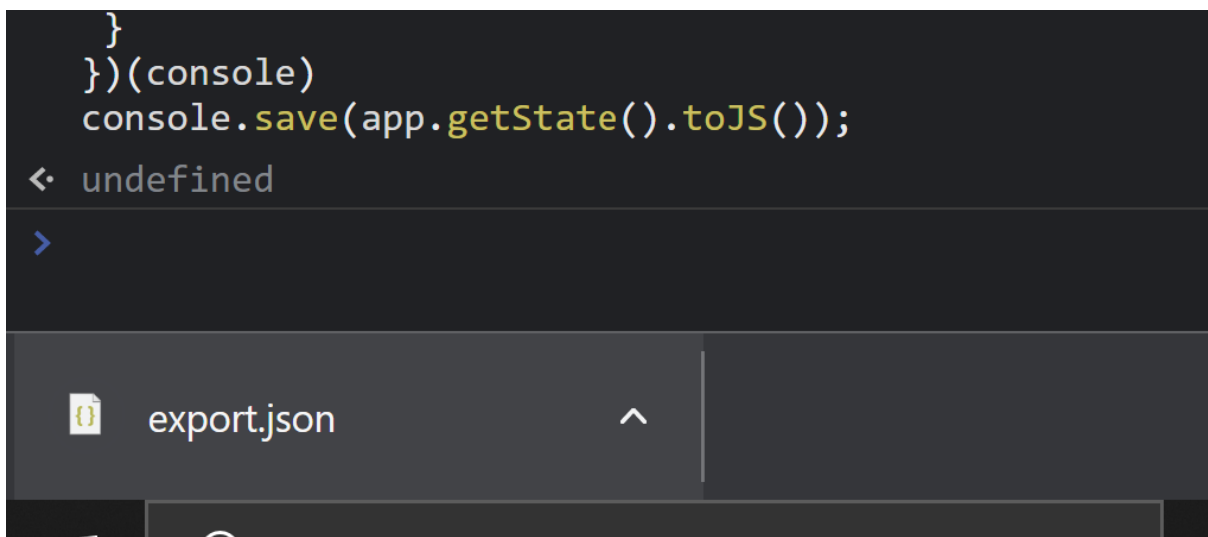 }
})(console)
console.save(app.getState().toJS());
undefined
>
export.json